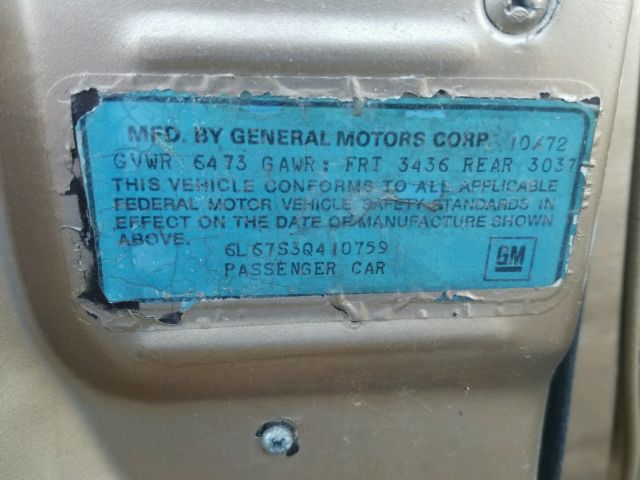 MFD. BY GENERAL MOTORS CORP. 10/72
GVWR 6473 GAWR: FRT 3436 REAR 3037
THIS VEHICLE CONFORMS TO ALL APPLICABLE
FEDERAL MOTOR VEHICLE SAFETY STANDARDS IN
EFFECT ON THE DATE OF MANUFACTURE SHOWN
ABOVE.
6L67S3Q410759
PASSENGER CAR
GM